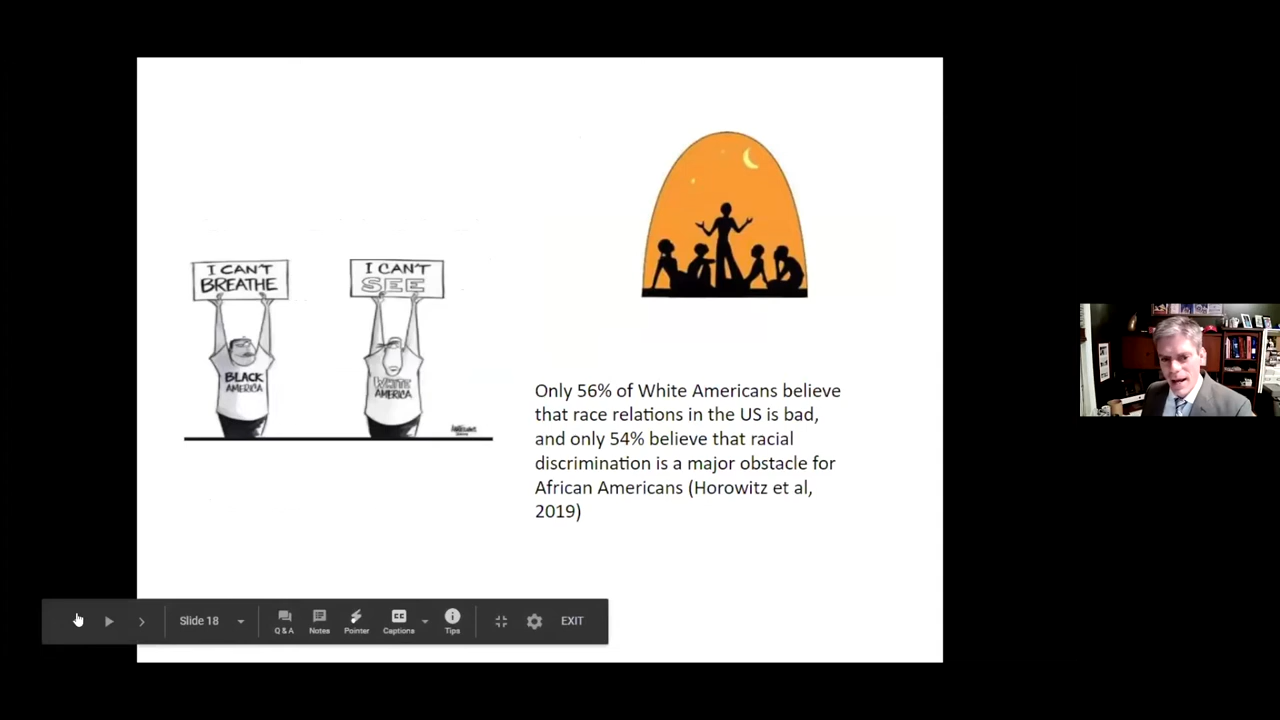 I CAN'T
BREATHE
I CAN'T
SEE
BLACK
AMERICA
WHITE
AMERICA
Only 56% of White Americans believe
that race relations in the US is bad,
and only 54% believe that racial
discrimination is a major obstacle for
African Americans (Horowitz et al,
2019)
Slide 18
Q & A
Notes
Pointer
CC
Captions
Tips
EXIT